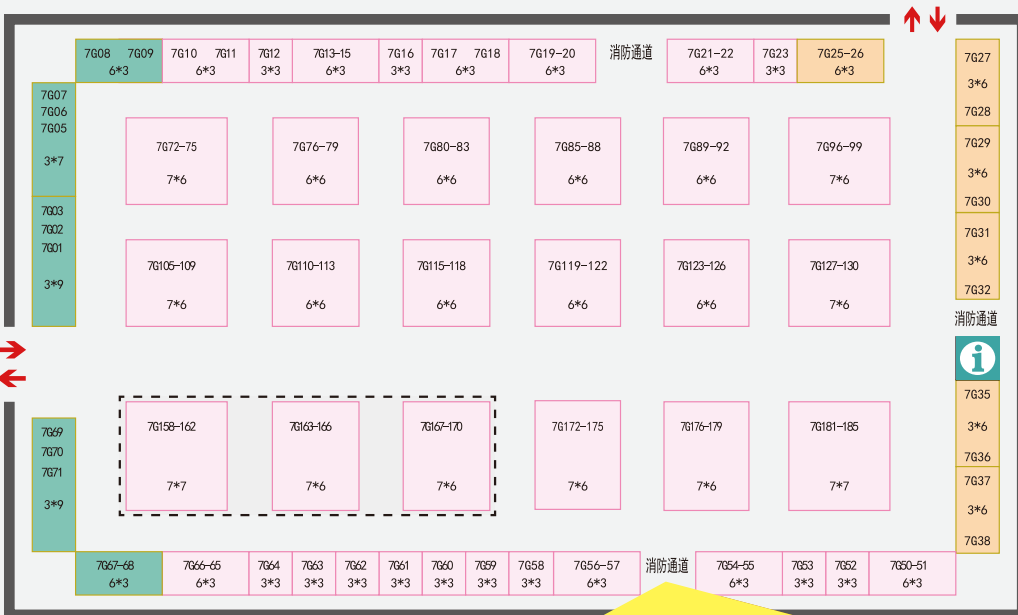 7G08 7G09
6*3
7G10 7G11
6*3
7G12
3*3
7G13-15
6*3
7G16
3*3
7G17 7G18
6*3
7G19-20
6*3
消防通道
7G21-22
6*3
7G23
3*3
7G25-26
6*3
7G07
7G06
7G05
3*7
7G03
7G02
7G01
3*9
7G72-75
7*6
7G76-79
6*6
7G80-83
6*6
7G85-88
6*6
7G89-92
6*6
7G96-99
7*6
7G105-109
7*6
7G110-113
6*6
7G115-118
6*6
7G119-122
6*6
7G123-126
6*6
7G127-130
7*6
7G27
3*6
7G28
7G29
3*6
7G30
7G31
3*6
7G32
消防通道
i
7G35
3*6
7G36
7G37
3*6
7G38
7G69
7G70
7G71
3*9
7G158-162
7*7
7G163-166
7*6
7G167-170
7*6
7G172-175
7*6
7G176-179
7*6
7G181-185
7*7
7G67-68
6*3
7G66-65
6*3
7G64
3*3
7G63
3*3
7G62
3*3
7G61
3*3
7G60
3*3
7G59
3*3
7G58
3*3
7G56-57
6*3
消防通道
7G54-55
6*3
7G53
3*3
7G52
3*3
7G50-51
6*3